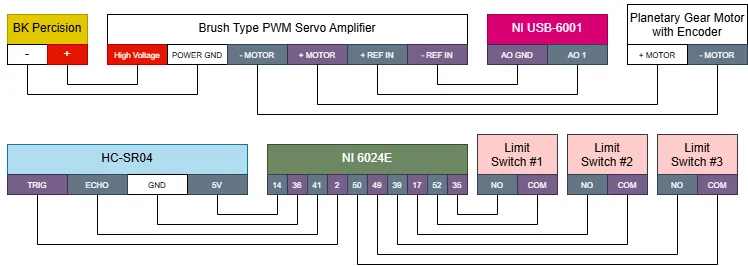 BK Percision
Brush Type PWM Servo Amplifier
NI USB-6001
Planetary Gear Motor
with Encoder
-
+
High Voltage
POWER GND
- MOTOR
+ MOTOR
+ REF IN
- REF IN
AO GND
AO 1
+ MOTOR
- MOTOR
HC-SR04
NI 6024E
Limit
Switch #1
Limit
Switch #2
Limit
Switch #3
TRIG
ECHO
GND
5V
14
36
41
2
50
49
39
17
52
35
NO
COM
NO
COM
NO
COM